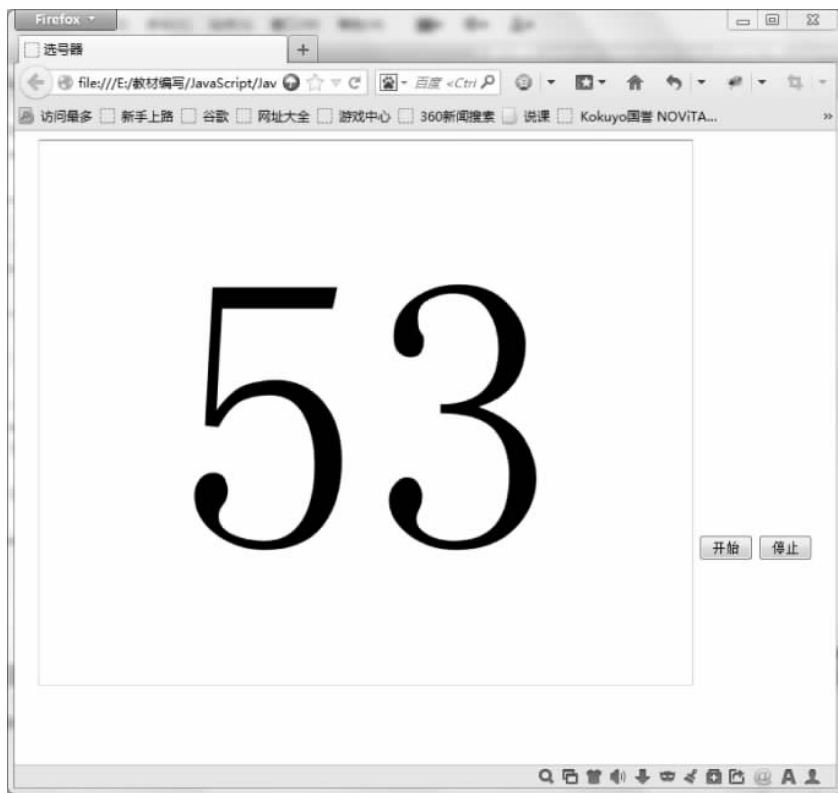 Firefox
选号器
file:///E:/教材编写/JavaScript/Jav
百度 <Ctrl
访问最多 新手上路 谷歌 网址大全 游戏中心 360新闻搜索 说课 Kokuyo国誉 NOViTA... »
53
开始 停止